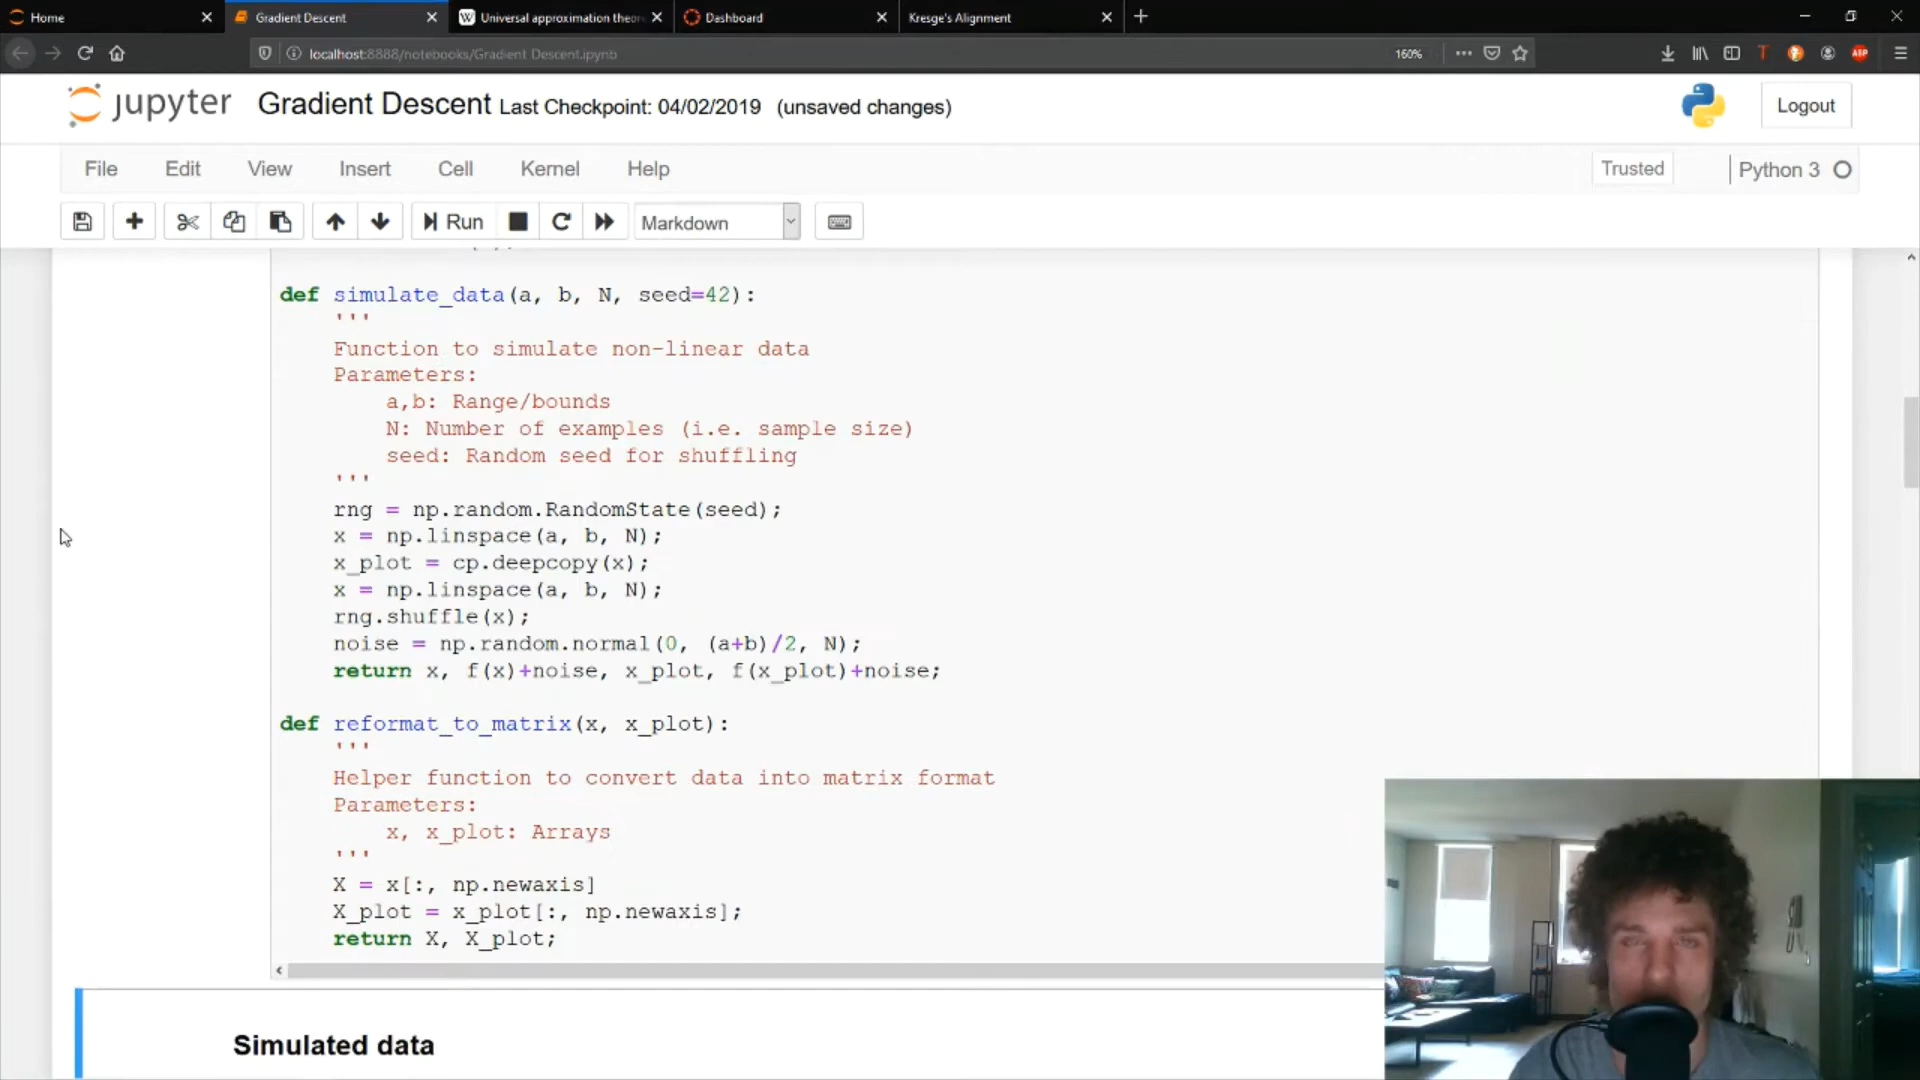 Home
Gradient Descent
Universal approximation theor
Dashboard
Kresge's Alignment
localhost:8888/notebooks/Gradient Descent.ipynb
160%
ABP
jupyter
Gradient Descent Last Checkpoint: 04/02/2019 (unsaved changes)
Logout
File Edit View Insert Cell Kernel Help
Trusted
Python 3
Run
Markdown
def simulate_data(a, b, N, seed=42):
'''
Function to simulate non-linear data
Parameters:
a,b: Range/bounds
N: Number of examples (i.e. sample size)
seed: Random seed for shuffling
'''
rng = np.random.RandomState(seed);
x = np.linspace(a, b, N);
x_plot = cp.deepcopy(x);
x = np.linspace(a, b, N);
rng.shuffle(x);
noise = np.random.normal(0, (a+b)/2, N);
return x, f(x)+noise, x_plot, f(x_plot)+noise;
def reformat_to_matrix(x, x_plot):
'''
Helper function to convert data into matrix format
Parameters:
x, x_plot: Arrays
'''
X = x[:, np.newaxis]
X_plot = x_plot[:, np.newaxis];
return X, X_plot;
Simulated data